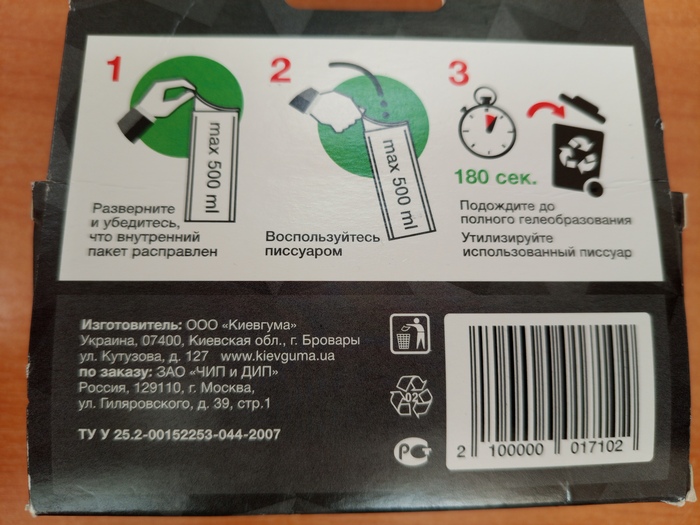 1
max 500 ml
Разверните
и убедитесь,
что внутренний
пакет расправлен
2
max 500 ml
Воспользуйтесь
писсуаром
3
180 сек.
Подождите до
полного гелеобразования
Утилизируйте
использованный писсуар
Изготовитель: ООО «Киевгума»
Украина, 07400, Киевская обл., г. Бровары
ул. Кутузова, д. 127 www.kievguma.ua
по заказу: ЗАО «ЧИП и ДИП»
Россия, 129110, г. Москва,
ул. Гиляровского, д. 39, стр.1
ТУ У 25.2-00152253-044-2007
02
РСТ
2 100000 017102